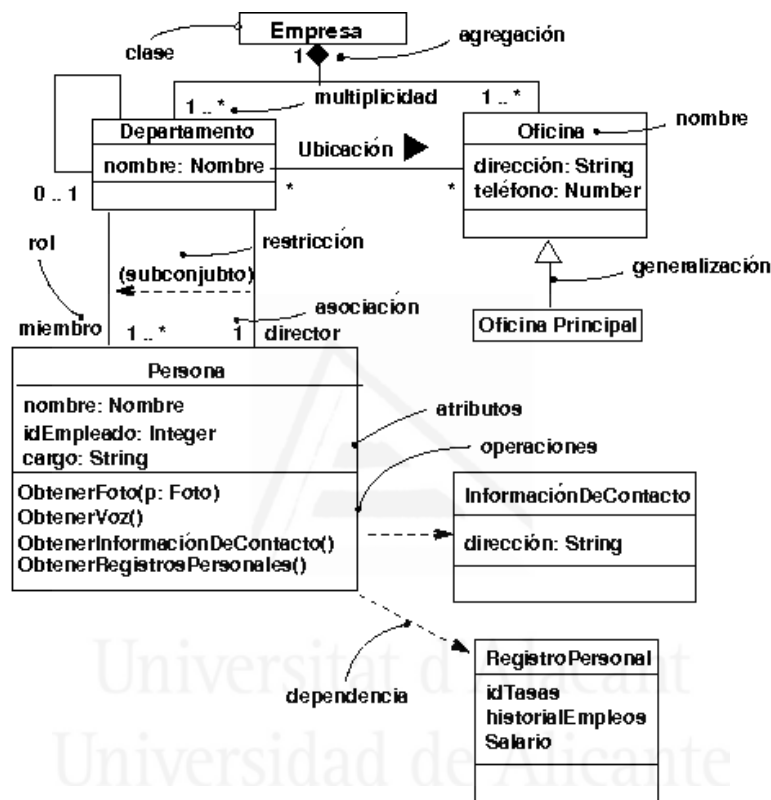 Empresa
clase
1
agregación
1 .. *
multiplicidad
1 .. *
Departamento
nombre: Nombre
Ubicación
Oficina
nombre
dirección: String
teléfono: Number
0 .. 1
*
*
rol
restricción
(subconjubto)
generalización
asociación
miembro
1 .. *
1
director
Oficina Principal
Persona
nombre: Nombre
idEmpleado: Integer
cargo: String
atributos
operaciones
ObtenerFoto(p: Foto)
ObtenerVoz()
ObtenerInformaciónDeContacto()
ObtenerRegistrosPersonales()
InformaciónDeContacto
dirección: String
dependencia
RegistroPersonal
idTasas
historialEmpleos
Salario
Universitat d'Alacant
Universidad de Alicante